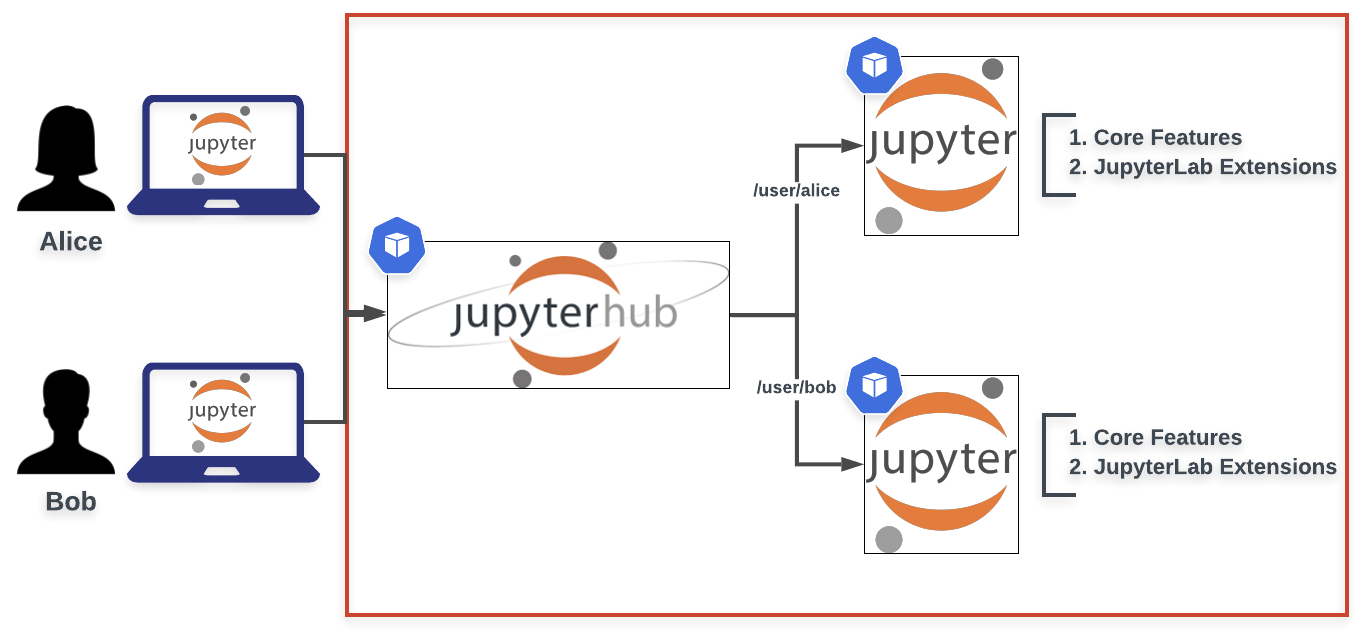 jupyter
Alice
jupyter
Bob
jupyterhub
/user/alice
/user/bob
jupyter
1. Core Features
2. JupyterLab Extensions
jupyter
1. Core Features
2. JupyterLab Extensions